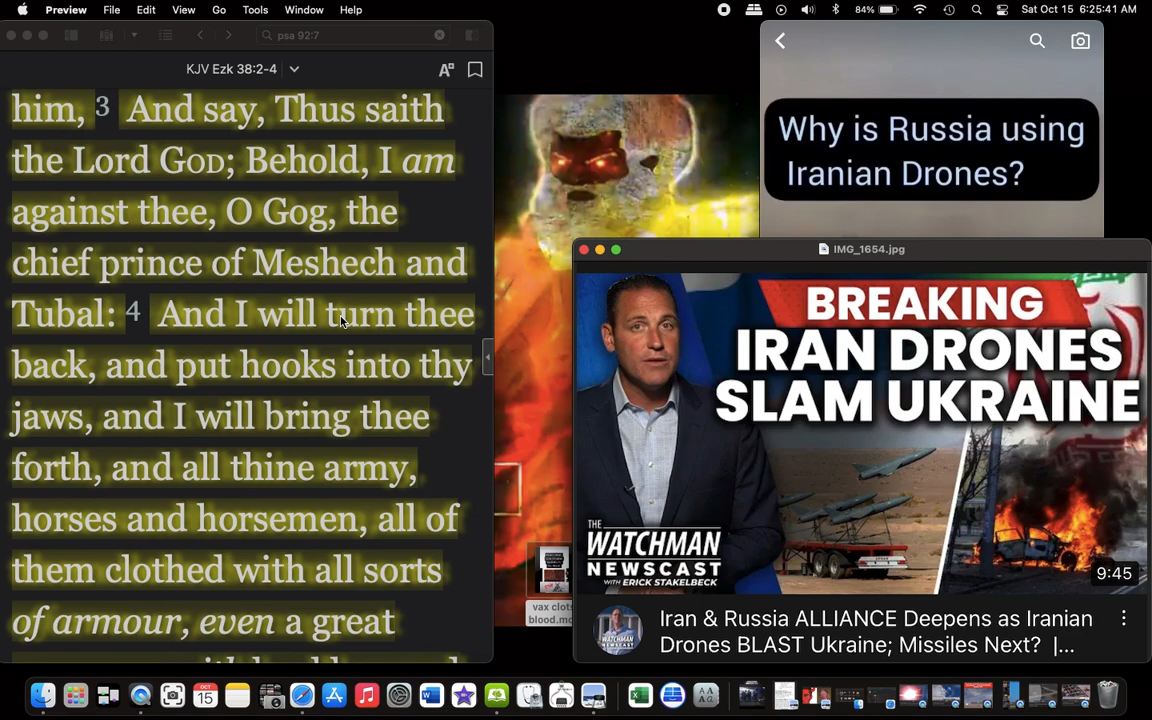 Preview File Edit View Go Tools Window Help 84% Sat Oct 15 6:25:41 AM
psa 92:7
KJV Ezk 38:2-4
him, 3 And say, Thus saith
the Lord GOD; Behold, I am
against thee, O Gog, the
chief prince of Meshech and
Tubal: 4 And I will turn thee
back, and put hooks into thy
jaws, and I will bring thee
forth, and all thine army,
horses and horsemen, all of
them clothed with all sorts
of armour, even a great
vax clots
blood.mo
Why is Russia using
Iranian Drones?
IMG_1654.jpg
BREAKING
IRAN DRONES
SLAM UKRAINE
THE
WATCHMAN
NEWSCAST
WITH ERICK STAKELBECK
9:45
Iran & Russia ALLIANCE Deepens as Iranian
Drones BLAST Ukraine; Missiles Next? |...
OCT
15